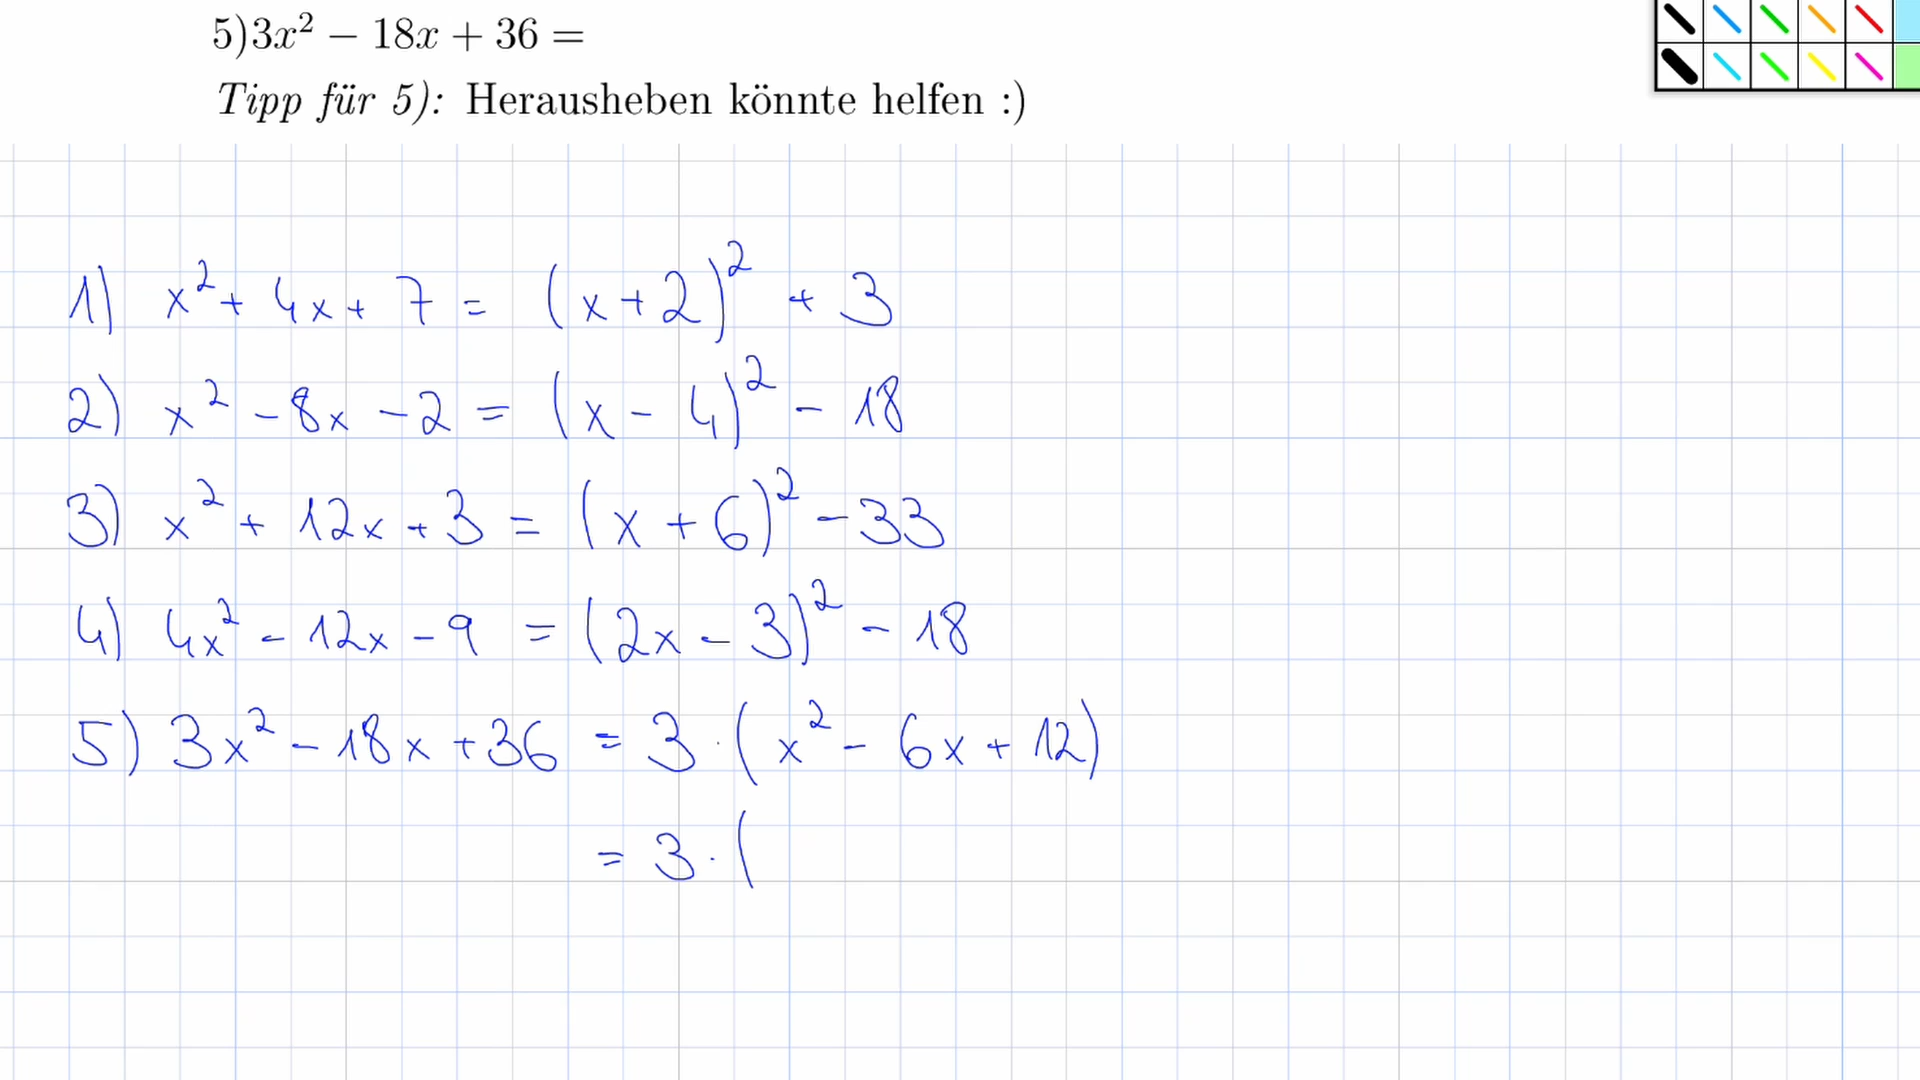 5)3x² − 18x + 36 =
Tipp für 5): Herausheben könnte helfen :)
1) x² + 4x + 7 = (x + 2)² + 3
2) x² − 8x − 2 = (x − 4)² − 18
3) x² + 12x + 3 = (x + 6)² − 33
4) 4x² − 12x − 9 = (2x − 3)² − 18
5) 3x² − 18x + 36 = 3 · (x² − 6x + 12)
= 3 · (